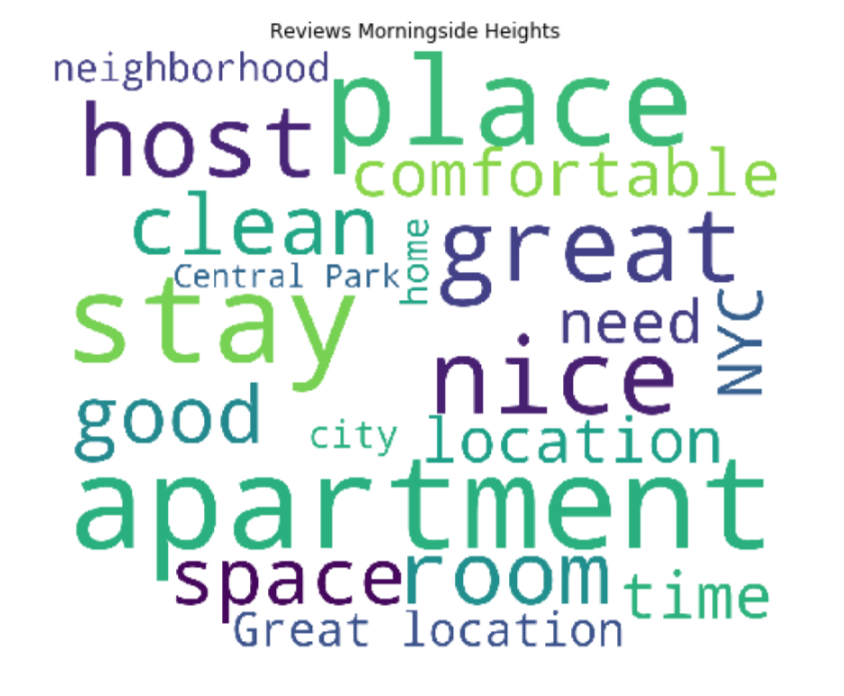 Reviews Morningside Heights
neighborhood
place
host
comfortable
clean
home
great
Central Park
stay
need
NYC
nice
good
city
location
apartment
space
room
time
Great location